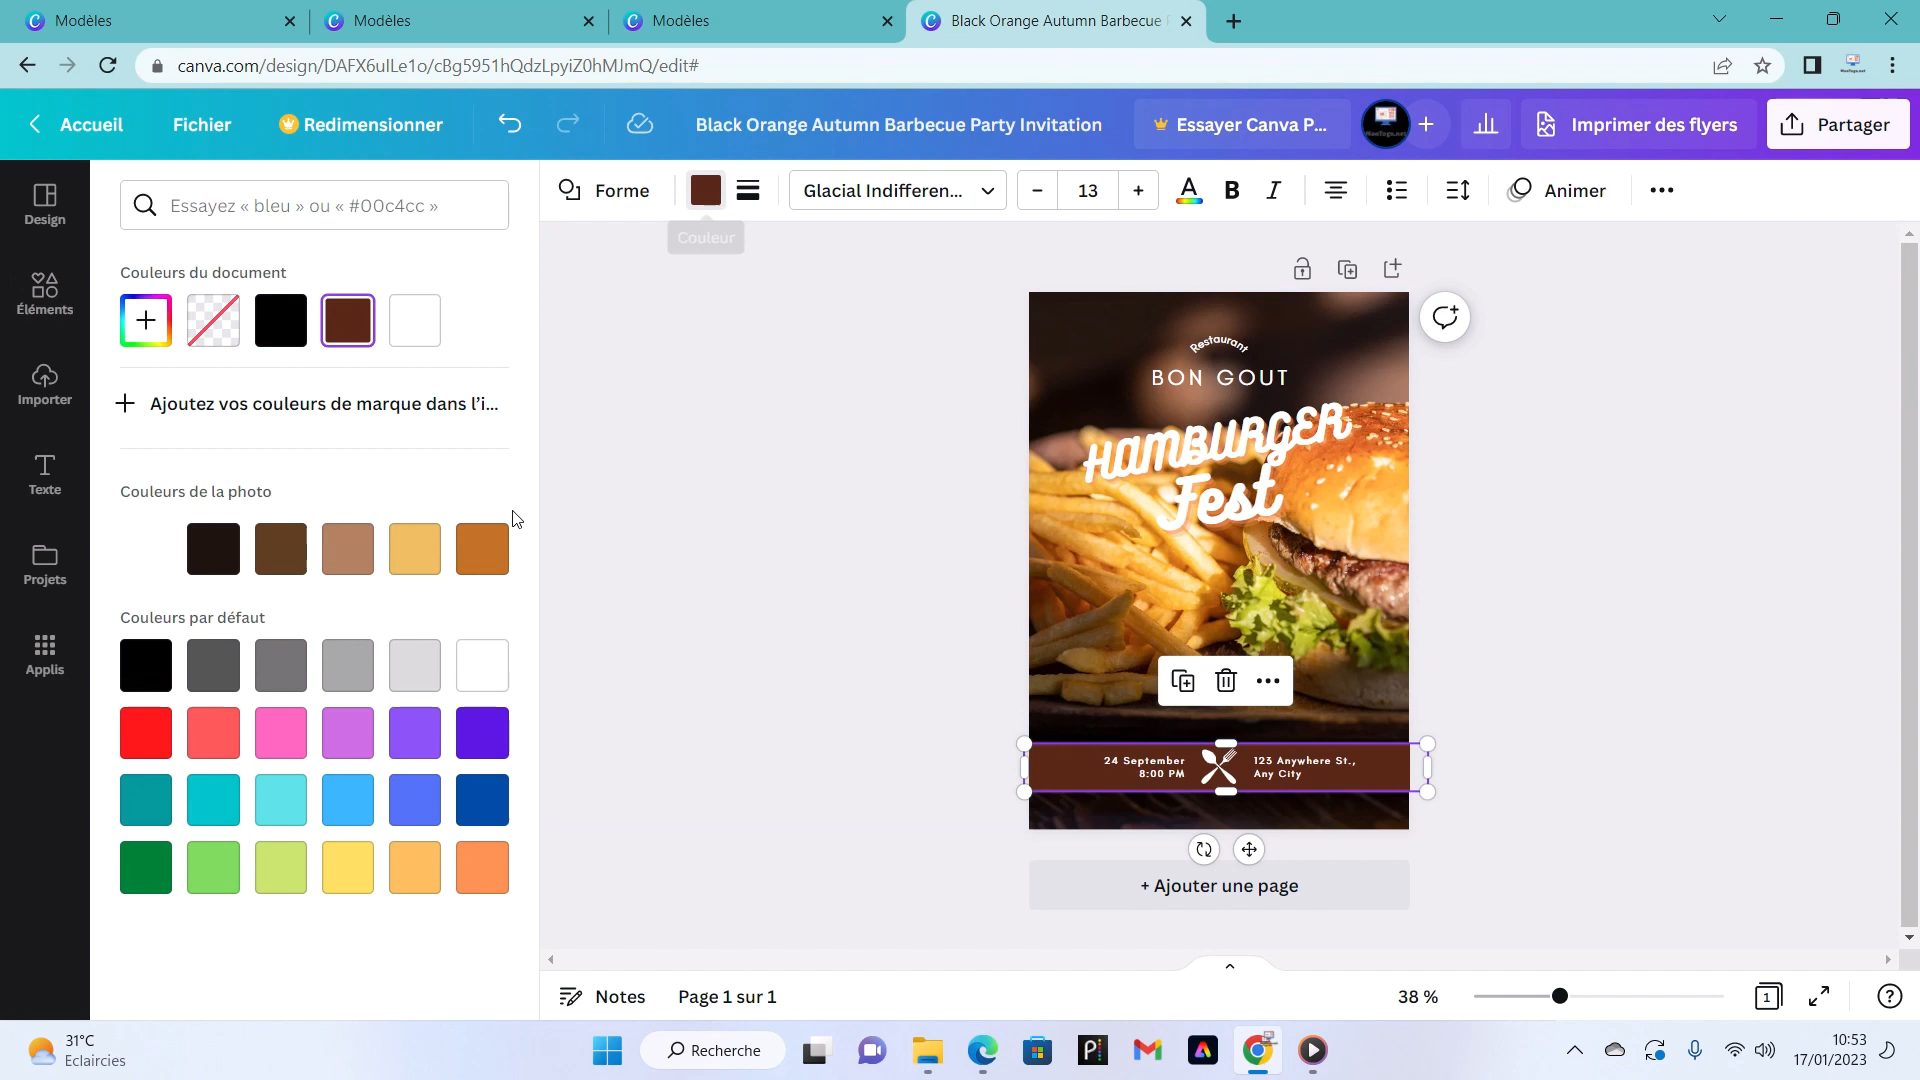 Modèles
Modèles
Modèles
Black Orange Autumn Barbecue
canva.com/design/DAFX6uILe1o/cBg5951hQdzLpyiZ0hMJmQ/edit#
Accueil
Fichier
Redimensionner
Black Orange Autumn Barbecue Party Invitation
Essayer Canva P...
Imprimer des flyers
Partager
Design
Éléments
Importer
Texte
Projets
Applis
Essayez « bleu » ou « #00c4cc »
Couleurs du document
Ajoutez vos couleurs de marque dans l'i...
Couleurs de la photo
Couleurs par défaut
Forme
Glacial Indifferen...
- 13 +
A
B
I
Animer
Couleur
Restaurant
BON GOUT
HAMBURGER
Fest
24 September
8:00 PM
123 Anywhere St.,
Any City
+ Ajouter une page
Notes
Page 1 sur 1
38 %
1
31°C
Eclaircies
Recherche
10:53
17/01/2023